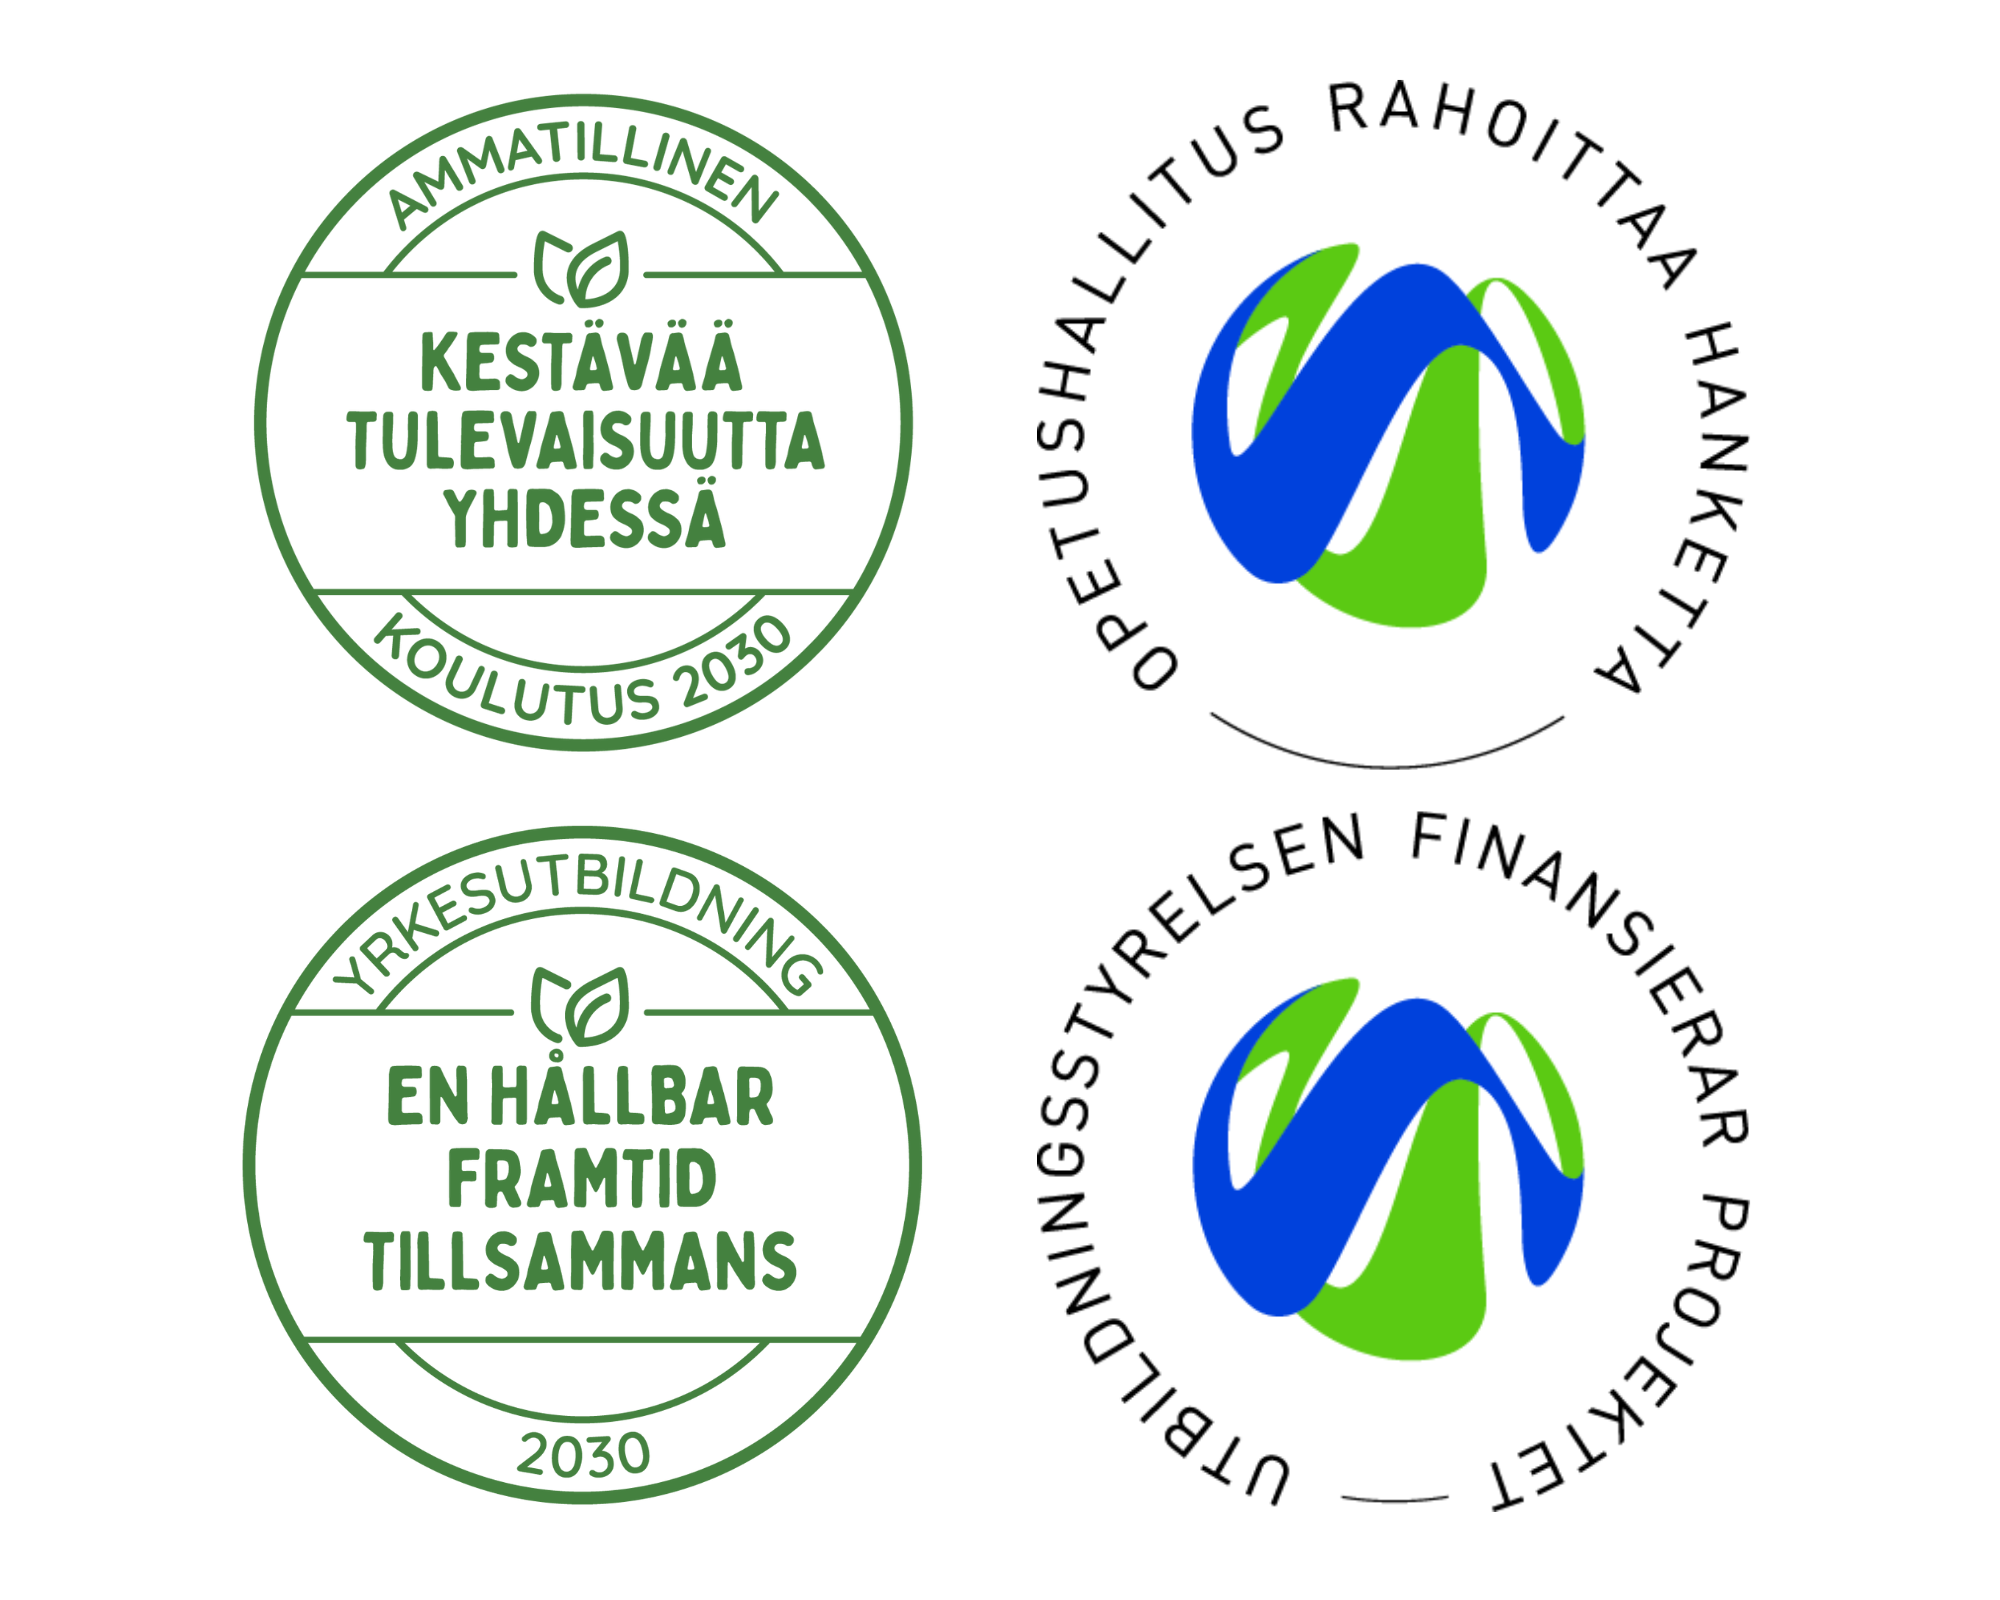 AMMATILLINEN
KESTÄVÄÄ
TULEVAISUUTTA
YHDESSÄ
KOULUTUS 2030
OPETUSHALLITUS RAHOITTAA HANKETTA
YRKESUTBILDNING
EN HÅLLBAR
FRAMTID
TILLSAMMANS
2030
UTBILDNINGSSTYRELSEN FINANSIERAR PROJEKTET